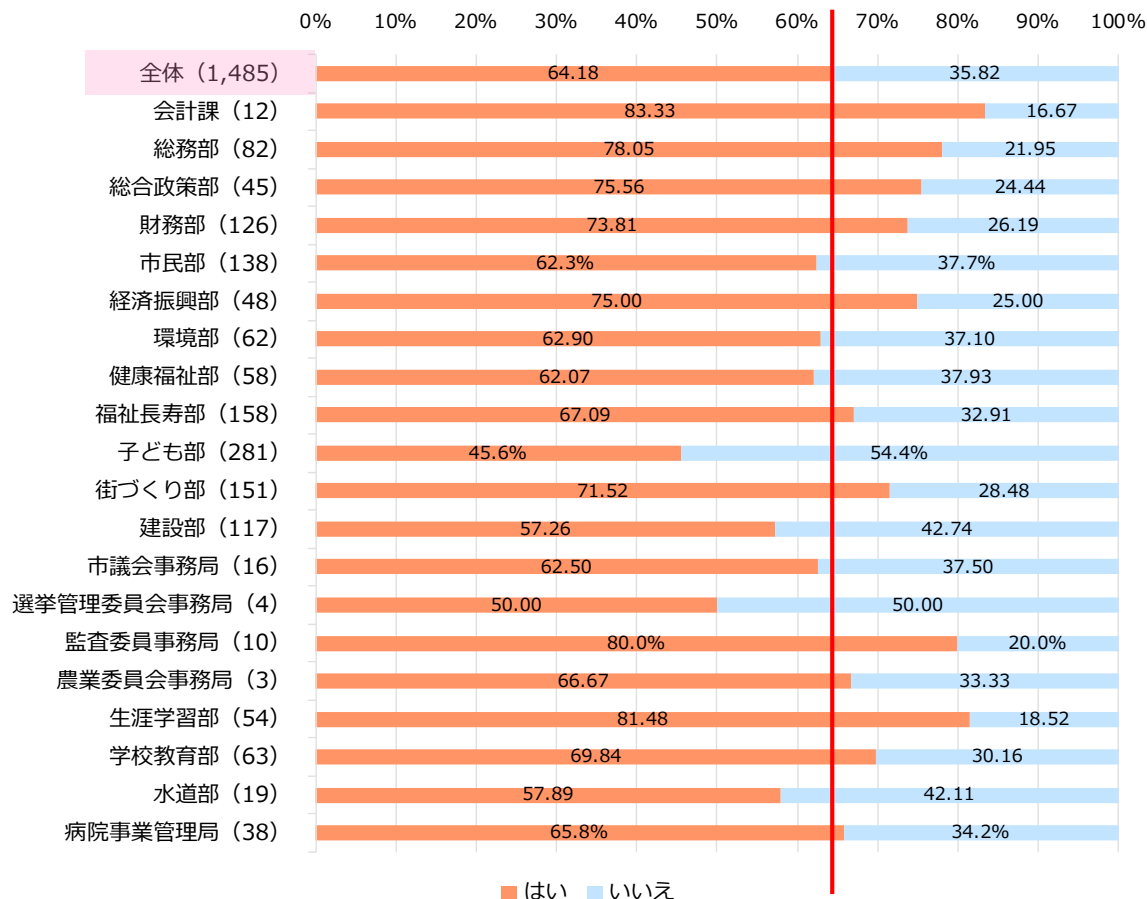 0% 10% 20% 30% 40% 50% 60% 70% 80% 90% 100%
全体（1,485） 64.18 35.82
会計課（12） 83.33 16.67
総務部（82） 78.05 21.95
総合政策部（45） 75.56 24.44
財務部（126） 73.81 26.19
市民部（138） 62.3% 37.7%
経済振興部（48） 75.00 25.00
環境部（62） 62.90 37.10
健康福祉部（58） 62.07 37.93
福祉長寿部（158） 67.09 32.91
子ども部（281） 45.6% 54.4%
街づくり部（151） 71.52 28.48
建設部（117） 57.26 42.74
市議会事務局（16） 62.50 37.50
選挙管理委員会事務局（4） 50.00 50.00
監査委員事務局（10） 80.0% 20.0%
農業委員会事務局（3） 66.67 33.33
生涯学習部（54） 81.48 18.52
学校教育部（63） 69.84 30.16
水道部（19） 57.89 42.11
病院事業管理局（38） 65.8% 34.2%
はい いいえ